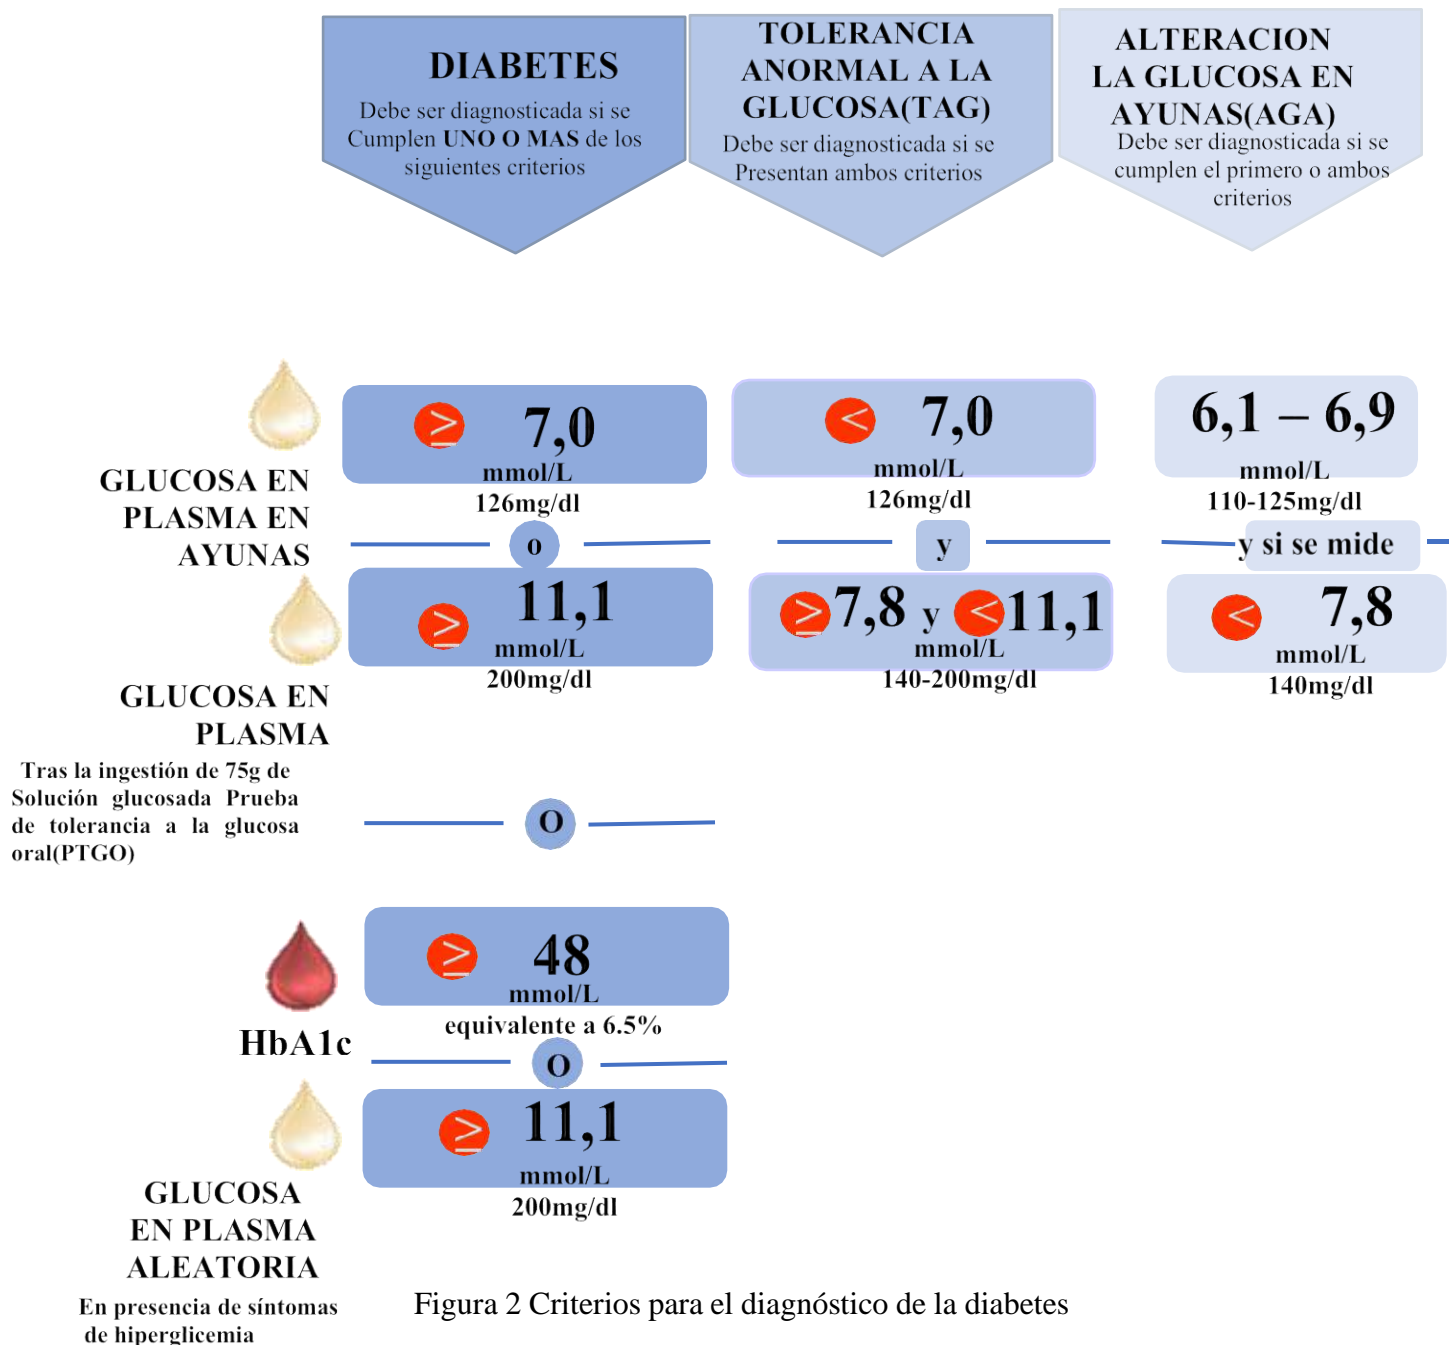 DIABETES
Debe ser diagnosticada si se
Cumplen UNO O MAS de los
siguientes criterios
TOLERANCIA
ANORMAL A LA
GLUCOSA(TAG)
Debe ser diagnosticada si se
Presentan ambos criterios
ALTERACION
LA GLUCOSA EN
AYUNAS(AGA)
Debe ser diagnosticada si se
cumplen el primero o ambos
criterios
GLUCOSA EN
PLASMA EN
AYUNAS
≥ 7,0
mmol/L
126mg/dl
< 7,0
mmol/L
126mg/dl
6,1 – 6,9
mmol/L
110-125mg/dl
o
y
y si se mide
GLUCOSA EN
PLASMA
Tras la ingestión de 75g de
Solución glucosada Prueba
de tolerancia a la glucosa
oral(PTGO)
≥ 11,1
mmol/L
200mg/dl
≥ 7,8 y < 11,1
mmol/L
140-200mg/dl
< 7,8
mmol/L
140mg/dl
O
HbA1c
≥ 48
mmol/L
equivalente a 6.5%
O
GLUCOSA
EN PLASMA
ALEATORIA
En presencia de síntomas
de hiperglicemia
≥ 11,1
mmol/L
200mg/dl
Figura 2 Criterios para el diagnóstico de la diabetes